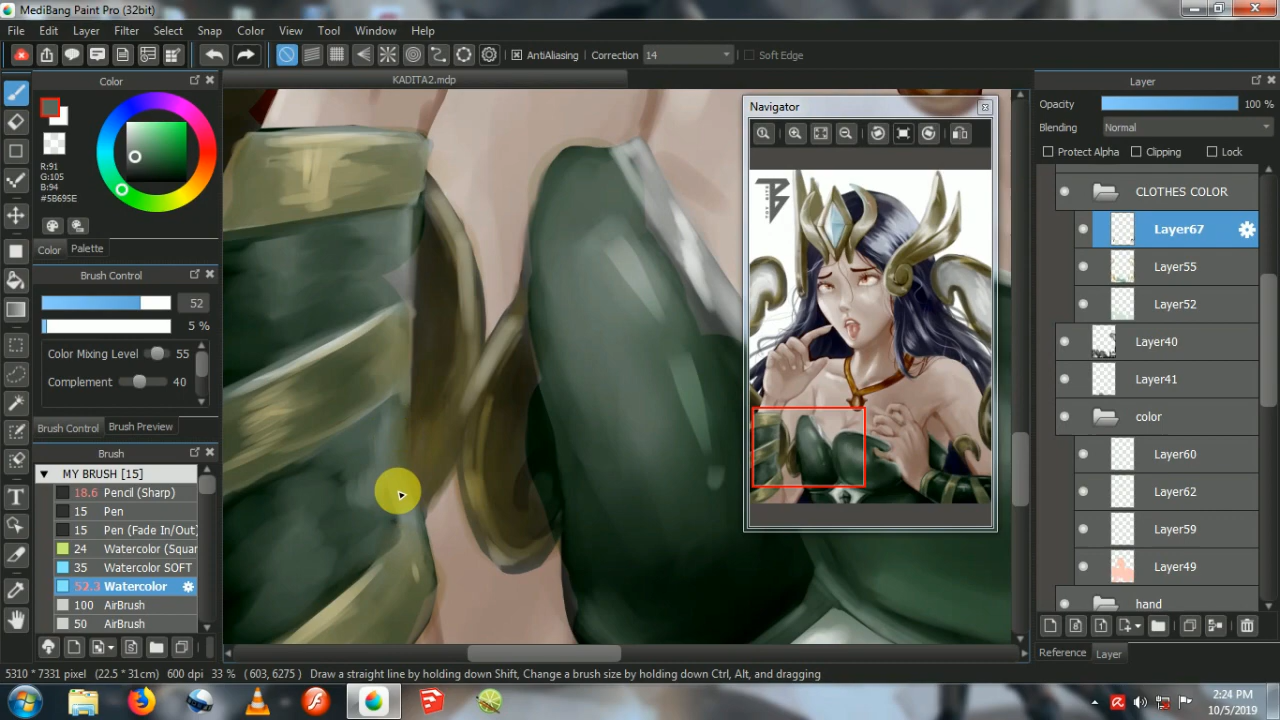 MediBang Paint Pro (32bit)
File Edit Layer Filter Select Snap Color View Tool Window Help
AntiAliasing Correction 14 Soft Edge
Color
KADITA2.mdp
R:91
G:105
B:94
#5B695E
Color Palette
Brush Control
52
5 %
Color Mixing Level 55
Complement 40
Brush Control Brush Preview
Brush
MY BRUSH [15]
18.6 Pencil (Sharp)
15 Pen
15 Pen (Fade In/Out)
24 Watercolor (Squar
35 Watercolor SOFT
52.3 Watercolor
100 AirBrush
50 AirBrush
Navigator
Layer
Opacity 100 %
Blending Normal
Protect Alpha Clipping Lock
CLOTHES COLOR
Layer67
Layer55
Layer52
Layer40
Layer41
color
Layer60
Layer62
Layer59
Layer49
hand
Reference Layer
5310 * 7331 pixel (22.5 * 31cm) 600 dpi 33 % ( 603, 6275 ) Draw a straight line by holding down Shift, Change a brush size by holding down Ctrl, Alt, and dragging
2:24 PM
10/5/2019